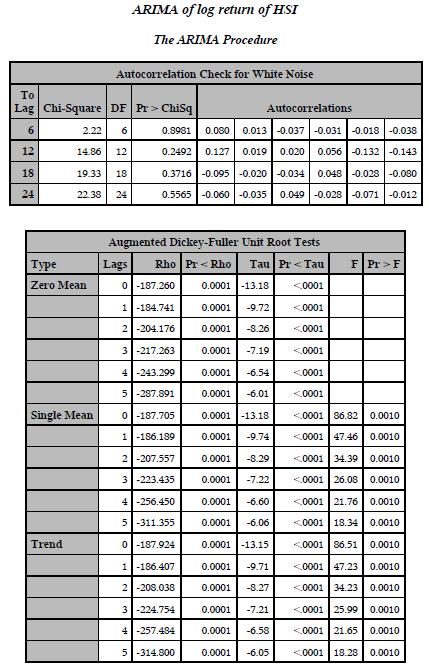 ARIMA of log return of HSI
The ARIMA Procedure
Autocorrelation Check for White Noise
To Lag Chi-Square DF Pr > ChiSq Autocorrelations
6 2.22 6 0.8981 0.080 0.013 -0.037 -0.031 -0.018 -0.038
12 14.86 12 0.2492 0.127 0.019 0.020 0.056 -0.132 -0.143
18 19.33 18 0.3716 -0.095 -0.020 -0.034 0.048 -0.028 -0.080
24 22.38 24 0.5565 -0.060 -0.035 0.049 -0.028 -0.071 -0.012
Augmented Dickey-Fuller Unit Root Tests
Type Lags Rho Pr < Rho Tau Pr < Tau F Pr > F
Zero Mean 0 -187.260 0.0001 -13.18 <.0001
1 -184.741 0.0001 -9.72 <.0001
2 -204.176 0.0001 -8.26 <.0001
3 -217.263 0.0001 -7.19 <.0001
4 -243.299 0.0001 -6.54 <.0001
5 -287.891 0.0001 -6.01 <.0001
Single Mean 0 -187.705 0.0001 -13.18 <.0001 86.82 0.0010
1 -186.189 0.0001 -9.74 <.0001 47.46 0.0010
2 -207.557 0.0001 -8.29 <.0001 34.39 0.0010
3 -223.435 0.0001 -7.22 <.0001 26.08 0.0010
4 -256.450 0.0001 -6.60 <.0001 21.76 0.0010
5 -311.355 0.0001 -6.06 <.0001 18.34 0.0010
Trend 0 -187.924 0.0001 -13.15 <.0001 86.51 0.0010
1 -186.407 0.0001 -9.71 <.0001 47.23 0.0010
2 -208.038 0.0001 -8.27 <.0001 34.23 0.0010
3 -224.754 0.0001 -7.21 <.0001 25.99 0.0010
4 -257.484 0.0001 -6.58 <.0001 21.65 0.0010
5 -314.800 0.0001 -6.05 <.0001 18.28 0.0010